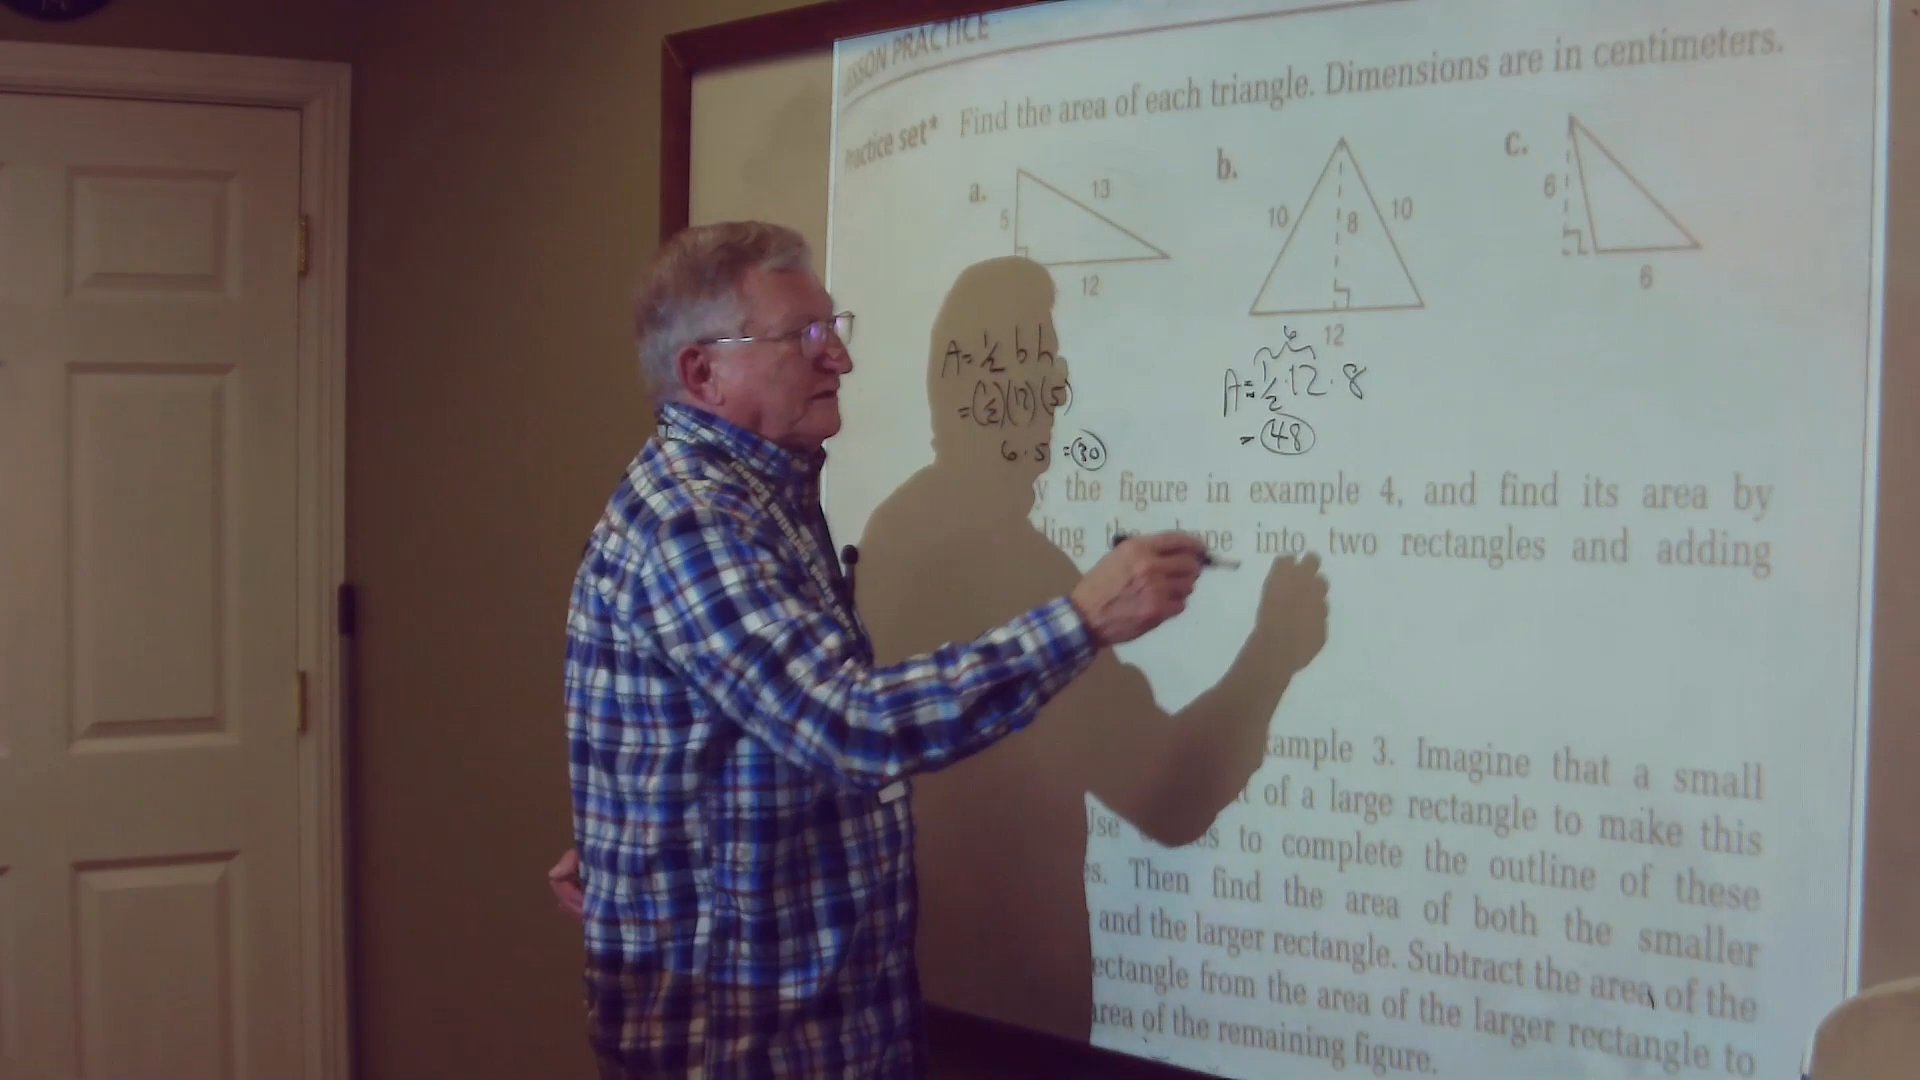 LESSON PRACTICE
Practice set* Find the area of each triangle. Dimensions are in centimeters.
a. 5 13 12
b. 10 8 10 12
c. 6 6
A = 1/2 b h
= (1/2)(12)(5)
6 · 5 = 30
6
A = 1/2 · 12 · 8
= 48
the figure in example 4, and find its area by
the into two rectangles and adding
3. Imagine that a small
of a large rectangle to make this
to complete the outline of these
Then find the area of both the smaller
and the larger rectangle. Subtract the area of the
rectangle from the area of the larger rectangle to
area of the remaining figure.